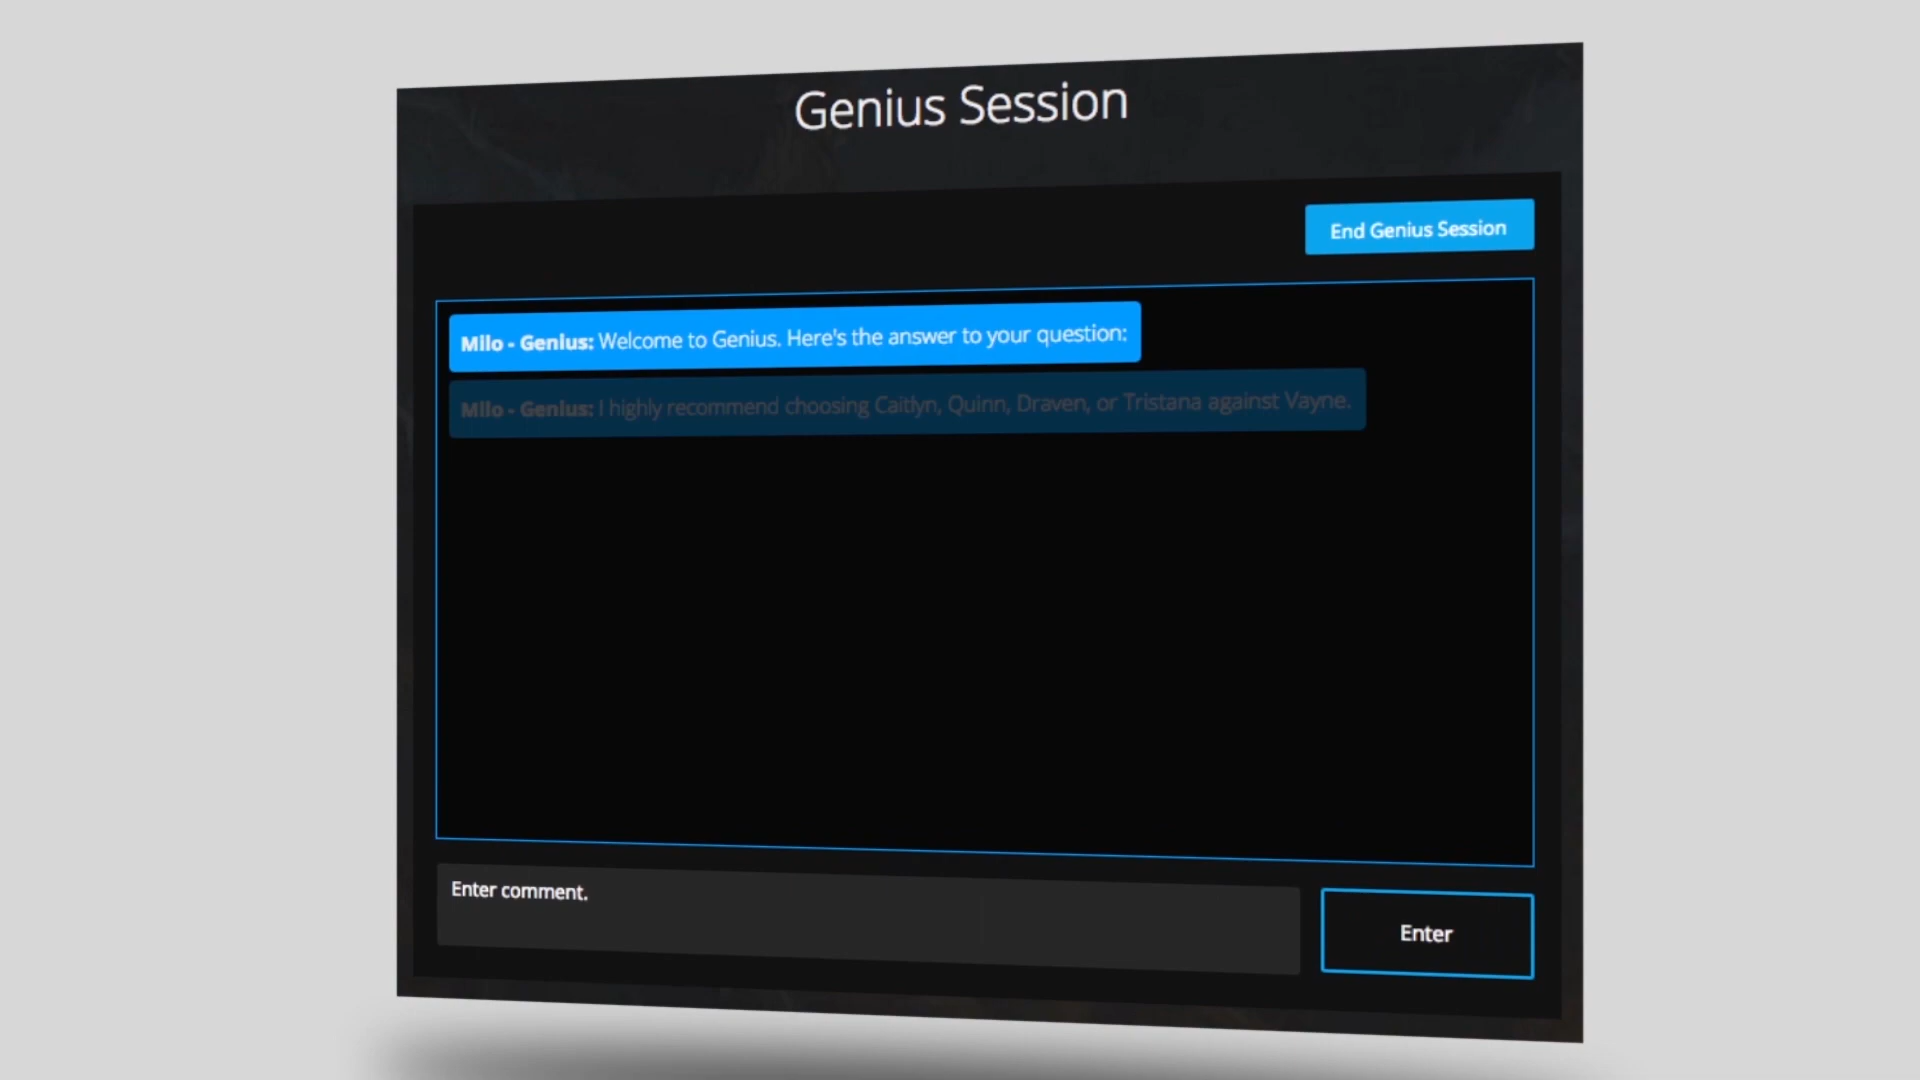 Genius Session
End Genius Session
Milo - Genius: Welcome to Genius. Here's the answer to your question:
Milo - Genius: I highly recommend choosing Caitlyn, Quinn, Draven, or Tristana against Vayne.
Enter comment.
Enter